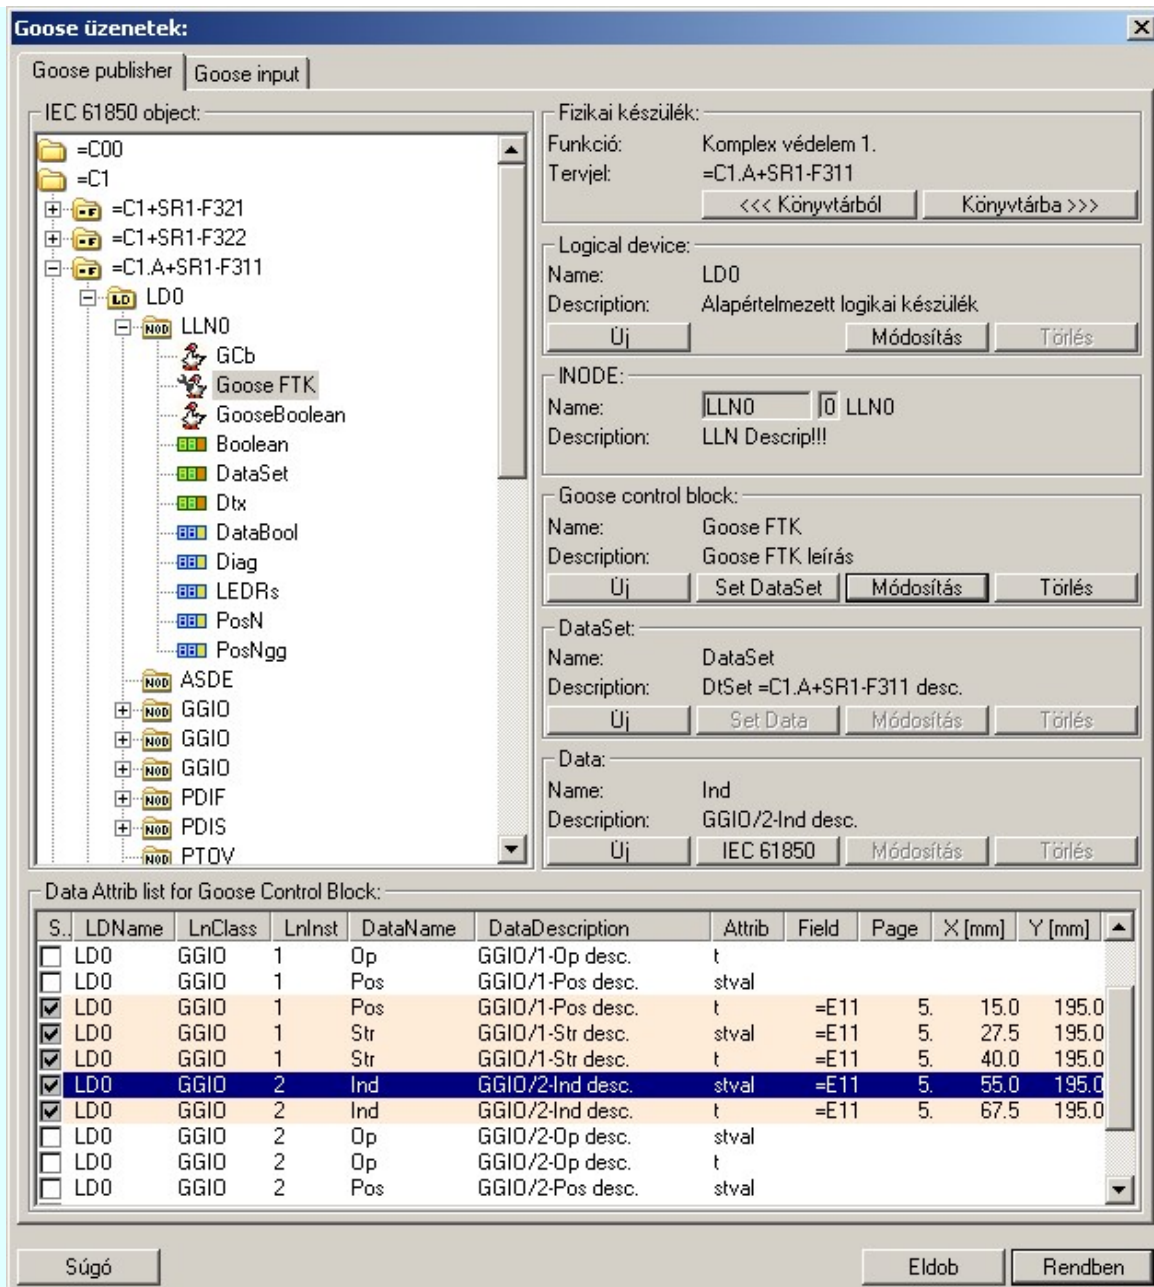 Goose üzenetek:
Goose publisher Goose input
IEC 61850 object:
=C00
=C1
=C1+SR1-F321
=C1+SR1-F322
=C1.A+SR1-F311
LD LD0
NOD LLN0
GCb
Goose FTK
GooseBoolean
Boolean
DataSet
Dtx
DataBool
Diag
LEDRs
PosN
PosNgg
NOD ASDE
NOD GGIO
NOD GGIO
NOD GGIO
NOD PDIF
NOD PDIS
NOD PTOV
Fizikai készülék:
Funkció: Komplex védelem 1.
Tervjel: =C1.A+SR1-F311
<<< Könyvtárból Könyvtárba >>>
Logical device:
Name: LD0
Description: Alapértelmezett logikai készülék
Új Módosítás Törlés
INODE:
Name: LLN0 0 LLN0
Description: LLN Descrip!!!
Goose control block:
Name: Goose FTK
Description: Goose FTK leírás
Új Set DataSet Módosítás Törlés
DataSet:
Name: DataSet
Description: DtSet =C1.A+SR1-F311 desc.
Új Set Data Módosítás Törlés
Data:
Name: Ind
Description: GGIO/2-Ind desc.
Új IEC 61850 Módosítás Törlés
Data Attrib list for Goose Control Block:
S.. LDName LnClass LnInst DataName DataDescription Attrib Field Page X [mm] Y [mm]
LD0 GGIO 1 Op GGIO/1-Op desc. t
LD0 GGIO 1 Pos GGIO/1-Pos desc. stval
LD0 GGIO 1 Pos GGIO/1-Pos desc. t =E11 5. 15.0 195.0
LD0 GGIO 1 Str GGIO/1-Str desc. stval =E11 5. 27.5 195.0
LD0 GGIO 1 Str GGIO/1-Str desc. t =E11 5. 40.0 195.0
LD0 GGIO 2 Ind GGIO/2-Ind desc. stval =E11 5. 55.0 195.0
LD0 GGIO 2 Ind GGIO/2-Ind desc. t =E11 5. 67.5 195.0
LD0 GGIO 2 Op GGIO/2-Op desc. stval
LD0 GGIO 2 Op GGIO/2-Op desc. t
LD0 GGIO 2 Pos GGIO/2-Pos desc. stval
Súgó Eldob Rendben